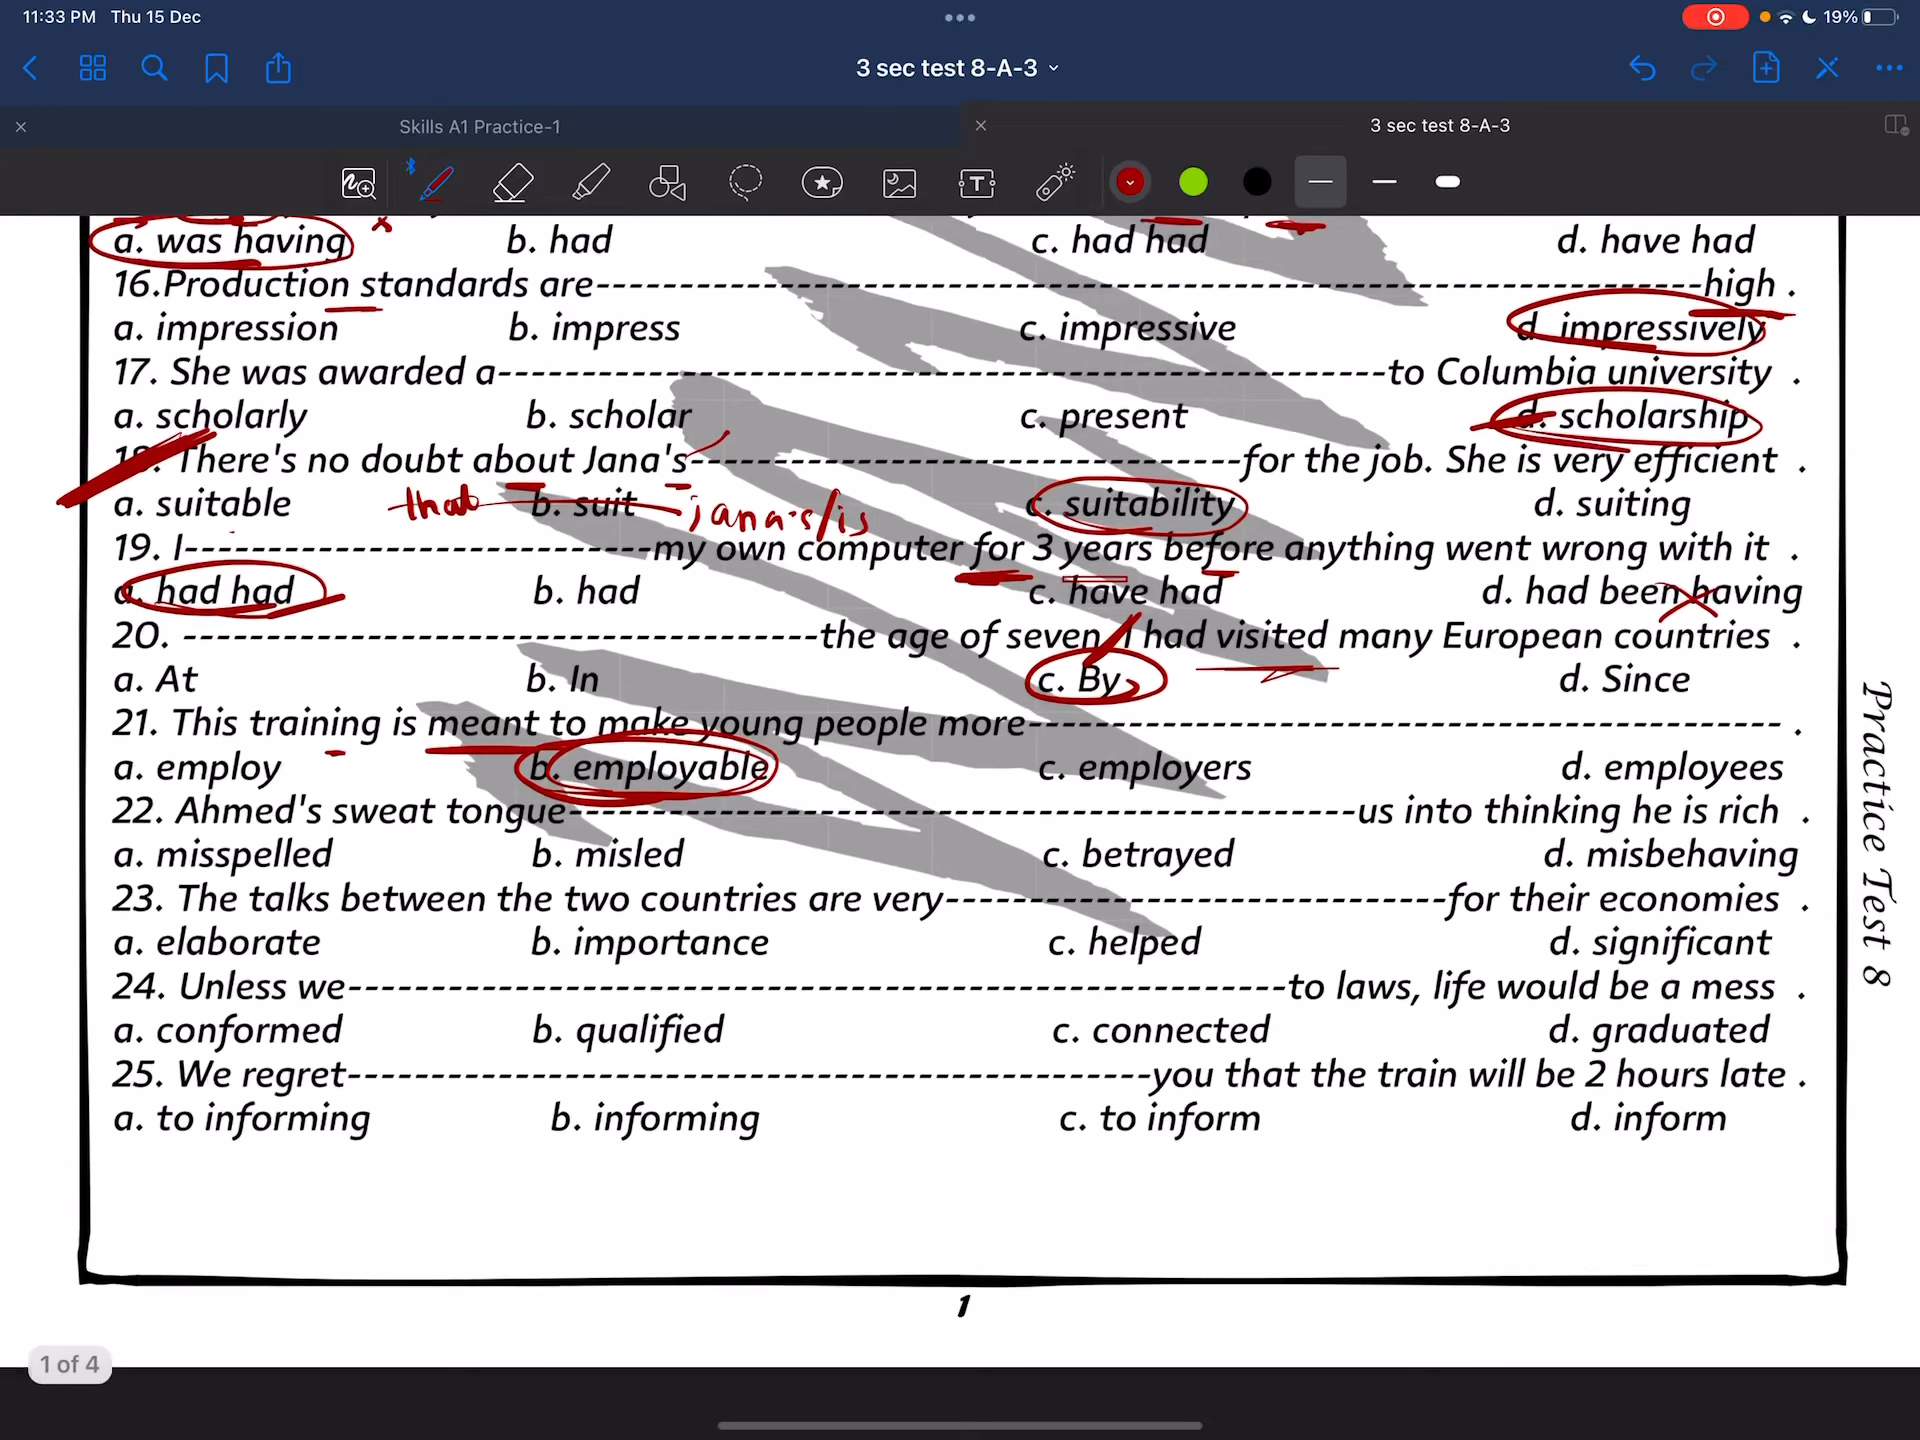 11:33 PM Thu 15 Dec
19%
3 sec test 8-A-3
Skills A1 Practice-1
3 sec test 8-A-3
a. was having b. had c. had had d. have had
16.Production standards are------------------------------------------------------------------------high .
a. impression b. impress c. impressive d. impressively
17. She was awarded a----------------------------------------------------------to Columbia university .
a. scholarly b. scholar c. present d. scholarship
18. There's no doubt about Jana's------------------------------------for the job. She is very efficient .
a. suitable b. suit c. suitability d. suiting
that jana's/is
19. I-------------------------------my own computer for 3 years before anything went wrong with it .
a. had had b. had c. have had d. had been having
20. ------------------------------------------the age of seven, I had visited many European countries .
a. At b. In c. By d. Since
21. This training is meant to make young people more------------------------------------------------- .
a. employ b. employable c. employers d. employees
22. Ahmed's sweat tongue---------------------------------------------------us into thinking he is rich .
a. misspelled b. misled c. betrayed d. misbehaving
23. The talks between the two countries are very---------------------------------for their economies .
a. elaborate b. importance c. helped d. significant
24. Unless we-------------------------------------------------------------to laws, life would be a mess .
a. conformed b. qualified c. connected d. graduated
25. We regret-----------------------------------------------------you that the train will be 2 hours late .
a. to informing b. informing c. to inform d. inform
Practice Test 8
1
1 of 4